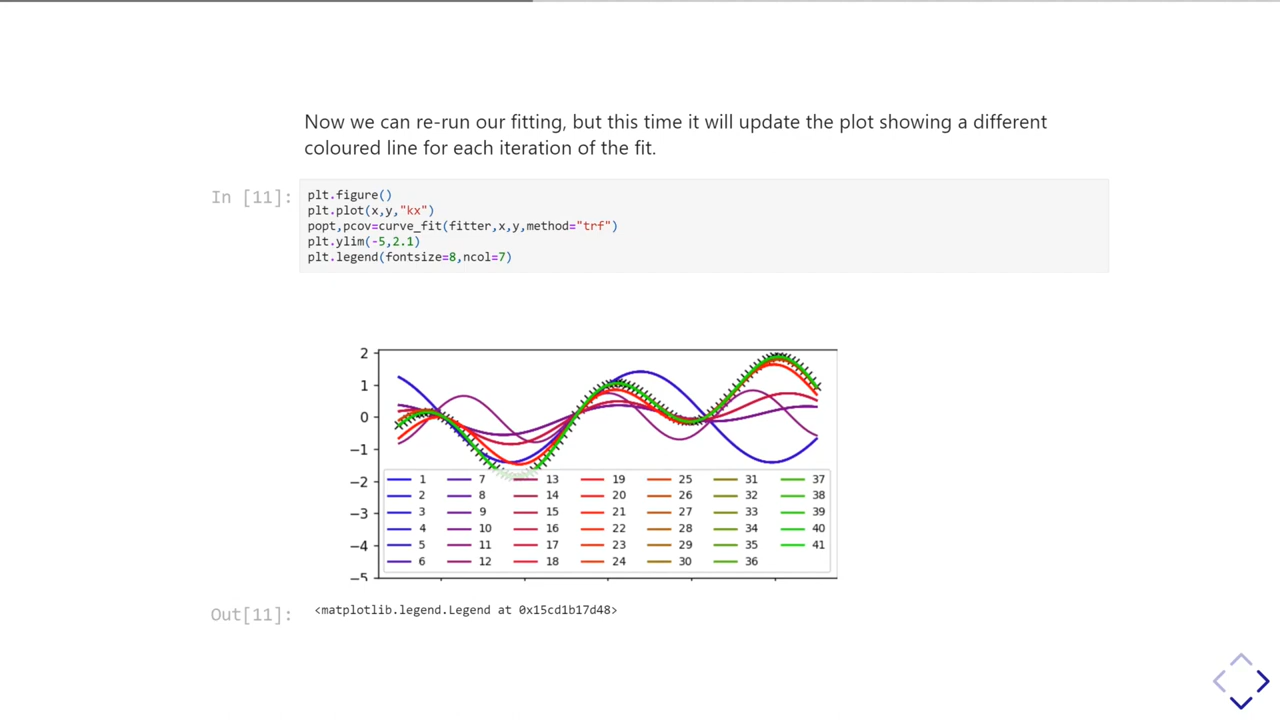 Now we can re-run our fitting, but this time it will update the plot showing a different
coloured line for each iteration of the fit.
In [11]:
plt.figure()
plt.plot(x,y,"kx")
popt,pcov=curve_fit(fitter,x,y,method="trf")
plt.ylim(-5,2.1)
plt.legend(fontsize=8,ncol=7)
2
1
0
−1
−2
−3
−4
−5
1 7 13 19 25 31 37
2 8 14 20 26 32 38
3 9 15 21 27 33 39
4 10 16 22 28 34 40
5 11 17 23 29 35 41
6 12 18 24 30 36
Out[11]:
<matplotlib.legend.Legend at 0x15cd1b17d48>